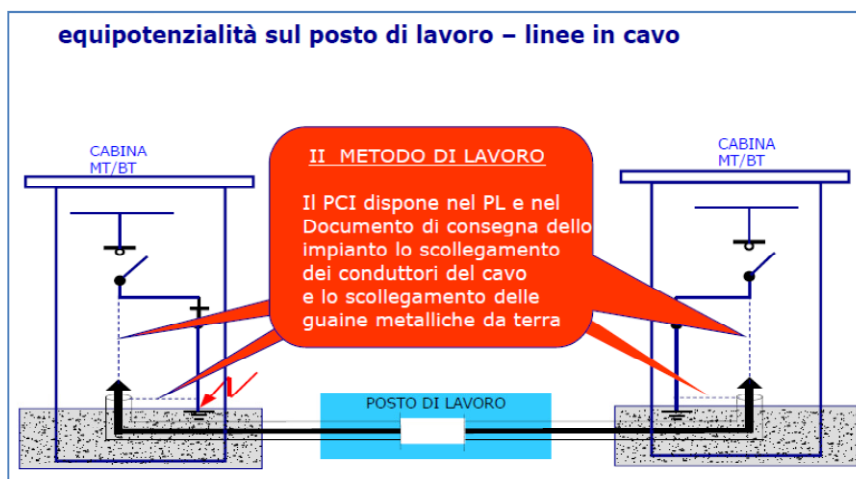 equipotenzialità sul posto di lavoro – linee in cavo
CABINA
MT/BT
II METODO DI LAVORO
Il PCI dispone nel PL e nel
Documento di consegna dello
impianto lo scollegamento
dei conduttori del cavo
e lo scollegamento delle
guaine metalliche da terra
CABINA
MT/BT
POSTO DI LAVORO